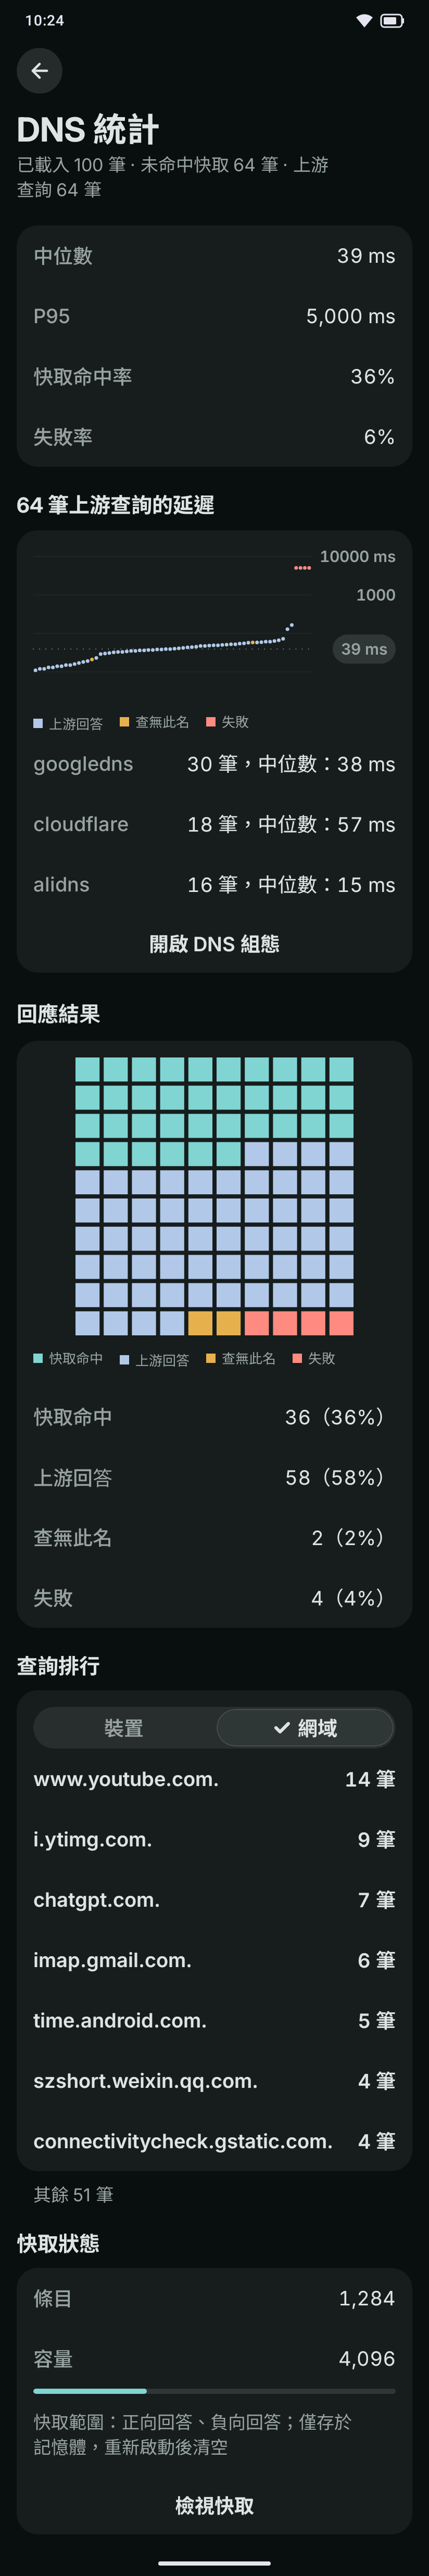 10:24
DNS 統計
已載入 100 筆 · 未命中快取 64 筆 · 上游
查詢 64 筆
中位數 39 ms
P95 5,000 ms
快取命中率 36%
失敗率 6%
64 筆上游查詢的延遲
10000 ms
1000
39 ms
上游回答 查無此名 失敗
googledns 30 筆，中位數：38 ms
cloudflare 18 筆，中位數：57 ms
alidns 16 筆，中位數：15 ms
開啟 DNS 組態
回應結果
快取命中 上游回答 查無此名 失敗
快取命中 36（36%）
上游回答 58（58%）
查無此名 2（2%）
失敗 4（4%）
查詢排行
裝置 網域
www.youtube.com. 14 筆
i.ytimg.com. 9 筆
chatgpt.com. 7 筆
imap.gmail.com. 6 筆
time.android.com. 5 筆
szshort.weixin.qq.com. 4 筆
connectivitycheck.gstatic.com. 4 筆
其餘 51 筆
快取狀態
條目 1,284
容量 4,096
快取範圍：正向回答、負向回答；僅存於
記憶體，重新啟動後清空
檢視快取